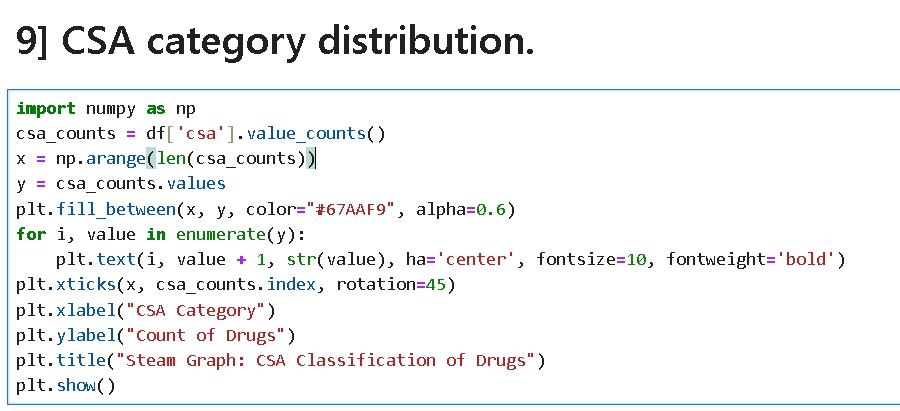 9] CSA category distribution.
import numpy as np
csa_counts = df['csa'].value_counts()
x = np.arange(len(csa_counts))
y = csa_counts.values
plt.fill_between(x, y, color="#67AAF9", alpha=0.6)
for i, value in enumerate(y):
    plt.text(i, value + 1, str(value), ha='center', fontsize=10, fontweight='bold')
plt.xticks(x, csa_counts.index, rotation=45)
plt.xlabel("CSA Category")
plt.ylabel("Count of Drugs")
plt.title("Steam Graph: CSA Classification of Drugs")
plt.show()